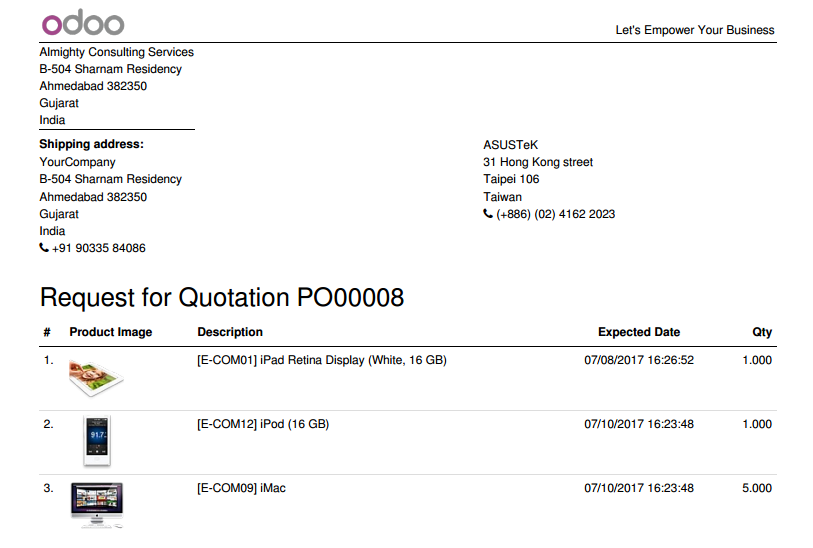 odoo
Let's Empower Your Business
Almighty Consulting Services
B-504 Sharnam Residency
Ahmedabad 382350
Gujarat
India
Shipping address:
YourCompany
B-504 Sharnam Residency
Ahmedabad 382350
Gujarat
India
+91 90335 84086
ASUSTeK
31 Hong Kong street
Taipei 106
Taiwan
(+886) (02) 4162 2023
Request for Quotation PO00008
# Product Image Description Expected Date Qty
1. [E-COM01] iPad Retina Display (White, 16 GB) 07/08/2017 16:26:52 1.000
2. [E-COM12] iPod (16 GB) 07/10/2017 16:23:48 1.000
91.7
3. [E-COM09] iMac 07/10/2017 16:23:48 5.000